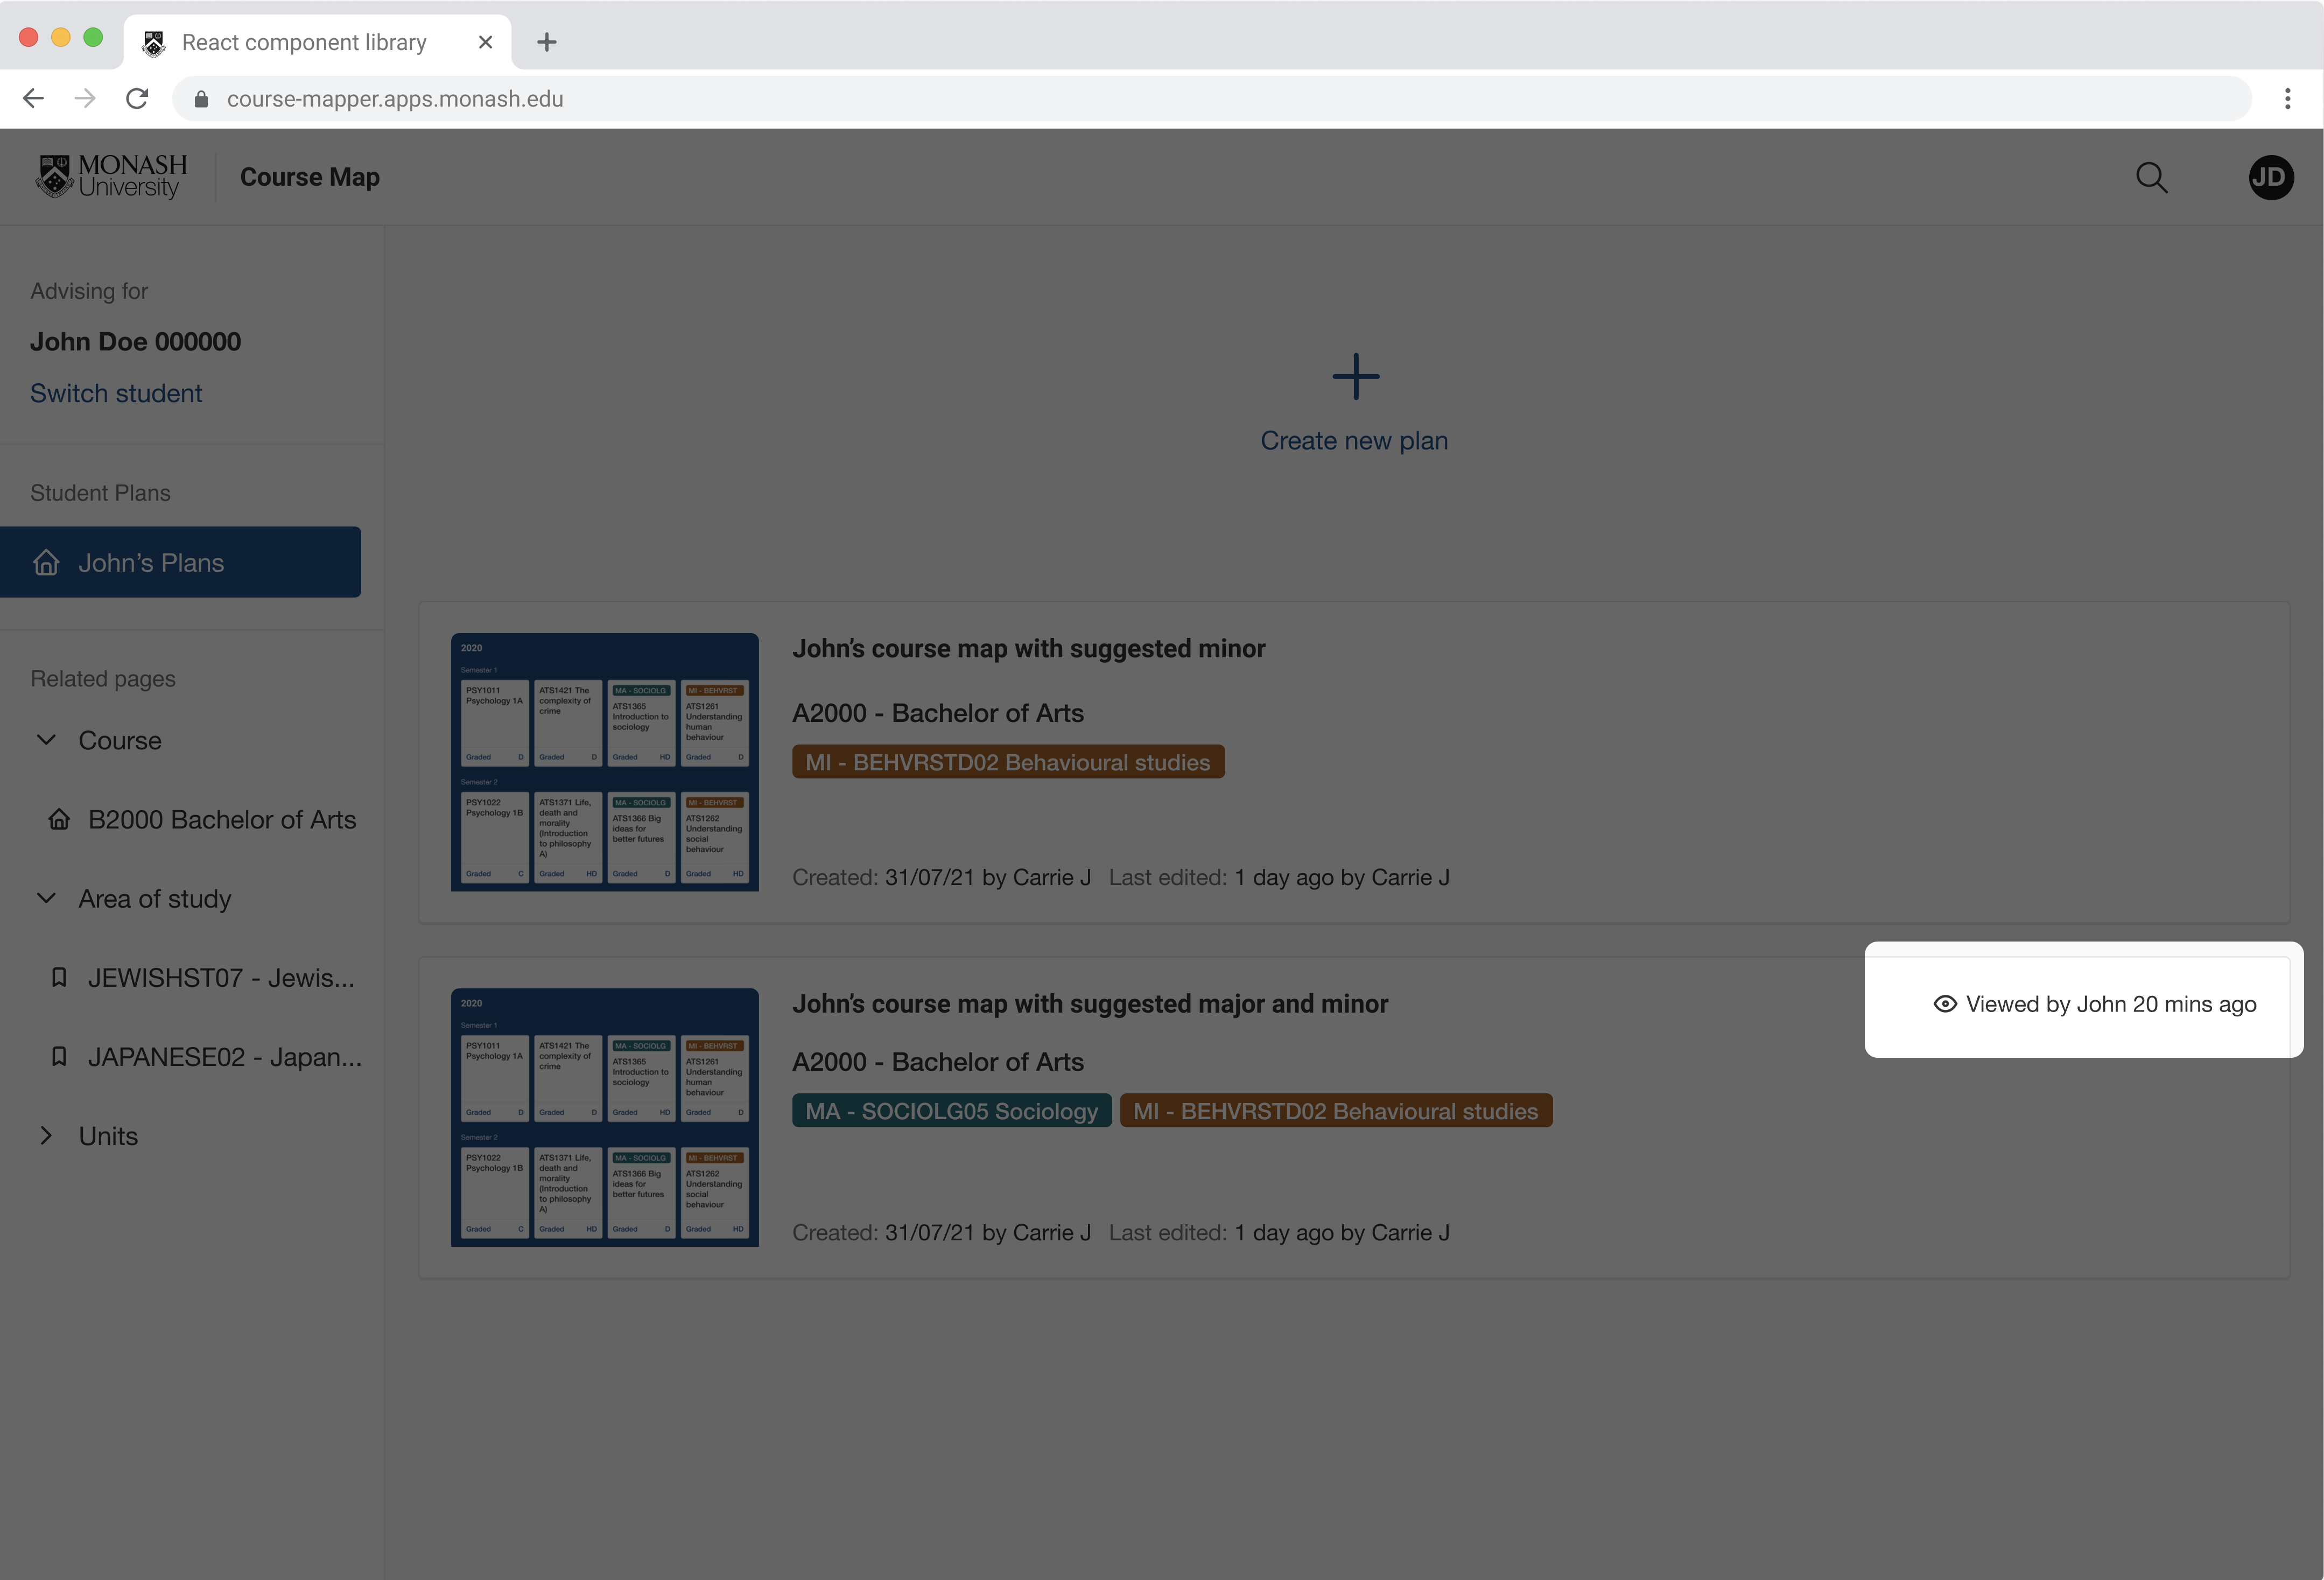 React component library
course-mapper.apps.monash.edu
MONASH
University
Course Map
JD
Advising for
John Doe 000000
Switch student
Student Plans
John’s Plans
Related pages
Course
B2000 Bachelor of Arts
Area of study
JEWISHST07 - Jewis...
JAPANESE02 - Japan...
Units
Create new plan
2020
Semester 1
PSY1011
Psychology 1A
Graded D
ATS1421 The
complexity of
crime
Graded D
MA - SOCIOLG
ATS1365
Introduction to
sociology
Graded HD
MI - BEHVRST
ATS1261
Understanding
human
behaviour
Graded D
Semester 2
PSY1022
Psychology 1B
Graded C
ATS1371 Life,
death and
morality
(Introduction
to philosophy
A)
Graded HD
MA - SOCIOLG
ATS1366 Big
ideas for
better futures
Graded D
MI - BEHVRST
ATS1262
Understanding
social
behaviour
Graded HD
John’s course map with suggested minor
A2000 - Bachelor of Arts
MI - BEHVRSTD02 Behavioural studies
Created: 31/07/21 by Carrie J Last edited: 1 day ago by Carrie J
2020
Semester 1
PSY1011
Psychology 1A
Graded D
ATS1421 The
complexity of
crime
Graded D
MA - SOCIOLG
ATS1365
Introduction to
sociology
Graded HD
MI - BEHVRST
ATS1261
Understanding
human
behaviour
Graded D
Semester 2
PSY1022
Psychology 1B
Graded C
ATS1371 Life,
death and
morality
(Introduction
to philosophy
A)
Graded HD
MA - SOCIOLG
ATS1366 Big
ideas for
better futures
Graded D
MI - BEHVRST
ATS1262
Understanding
social
behaviour
Graded HD
John’s course map with suggested major and minor
Viewed by John 20 mins ago
A2000 - Bachelor of Arts
MA - SOCIOLG05 Sociology MI - BEHVRSTD02 Behavioural studies
Created: 31/07/21 by Carrie J Last edited: 1 day ago by Carrie J